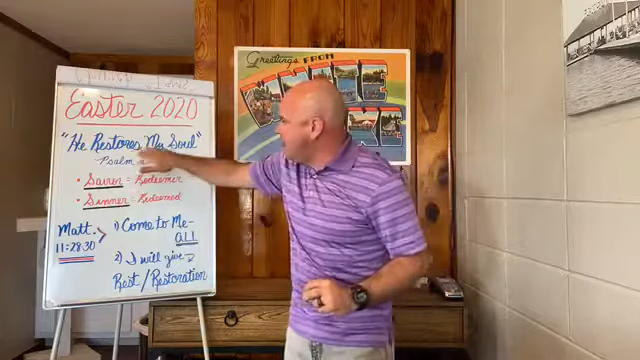 Easter 2020
"He Restores My Soul"
Psalm
• Savior = Redeemer
• Sinner = Redeemed
Matt.
11:28-30
>
1) Come to Me-
ALL
2) I will give
Rest/Restoration
Greetings FROM